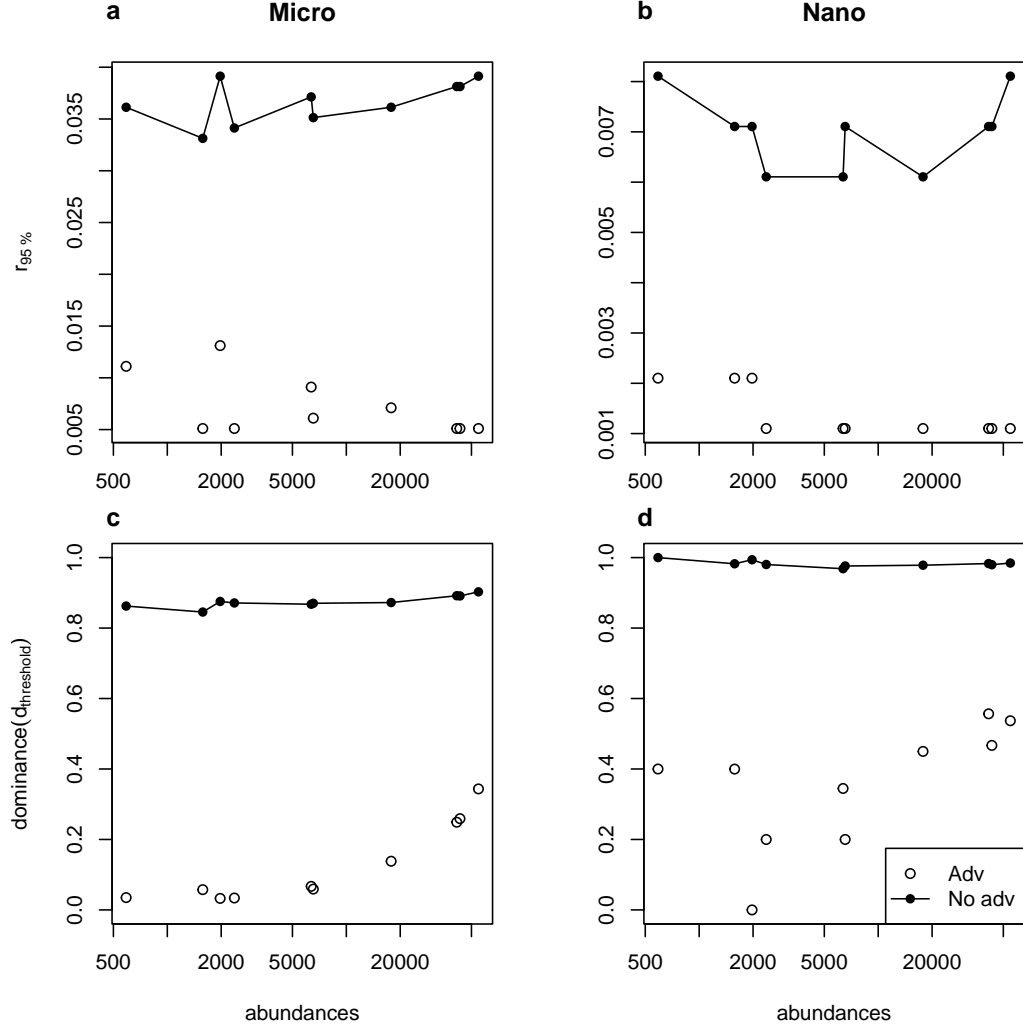 a Micro
b Nano
r95 %
0.005 0.015 0.025 0.035
500 2000 5000 20000
0.001 0.003 0.005 0.007
500 2000 5000 20000
c
d
dominance(dthreshold)
0.0 0.2 0.4 0.6 0.8 1.0
500 2000 5000 20000
abundances
0.0 0.2 0.4 0.6 0.8 1.0
Adv
No adv
500 2000 5000 20000
abundances